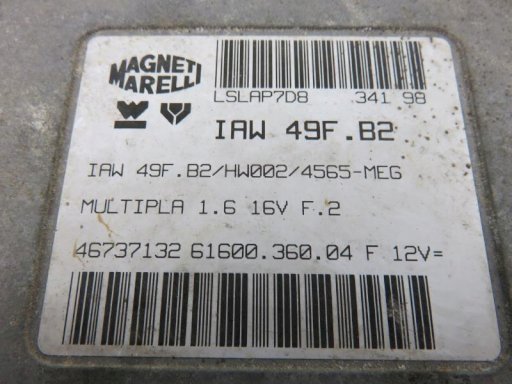 MAGNETI
MARELLI
LSLAP7D8 341 98
IAW 49F.B2
IAW 49F.B2/HW002/4565-MEG
MULTIPLA 1.6 16V F.2
46737132 61600.360.04 F 12V=